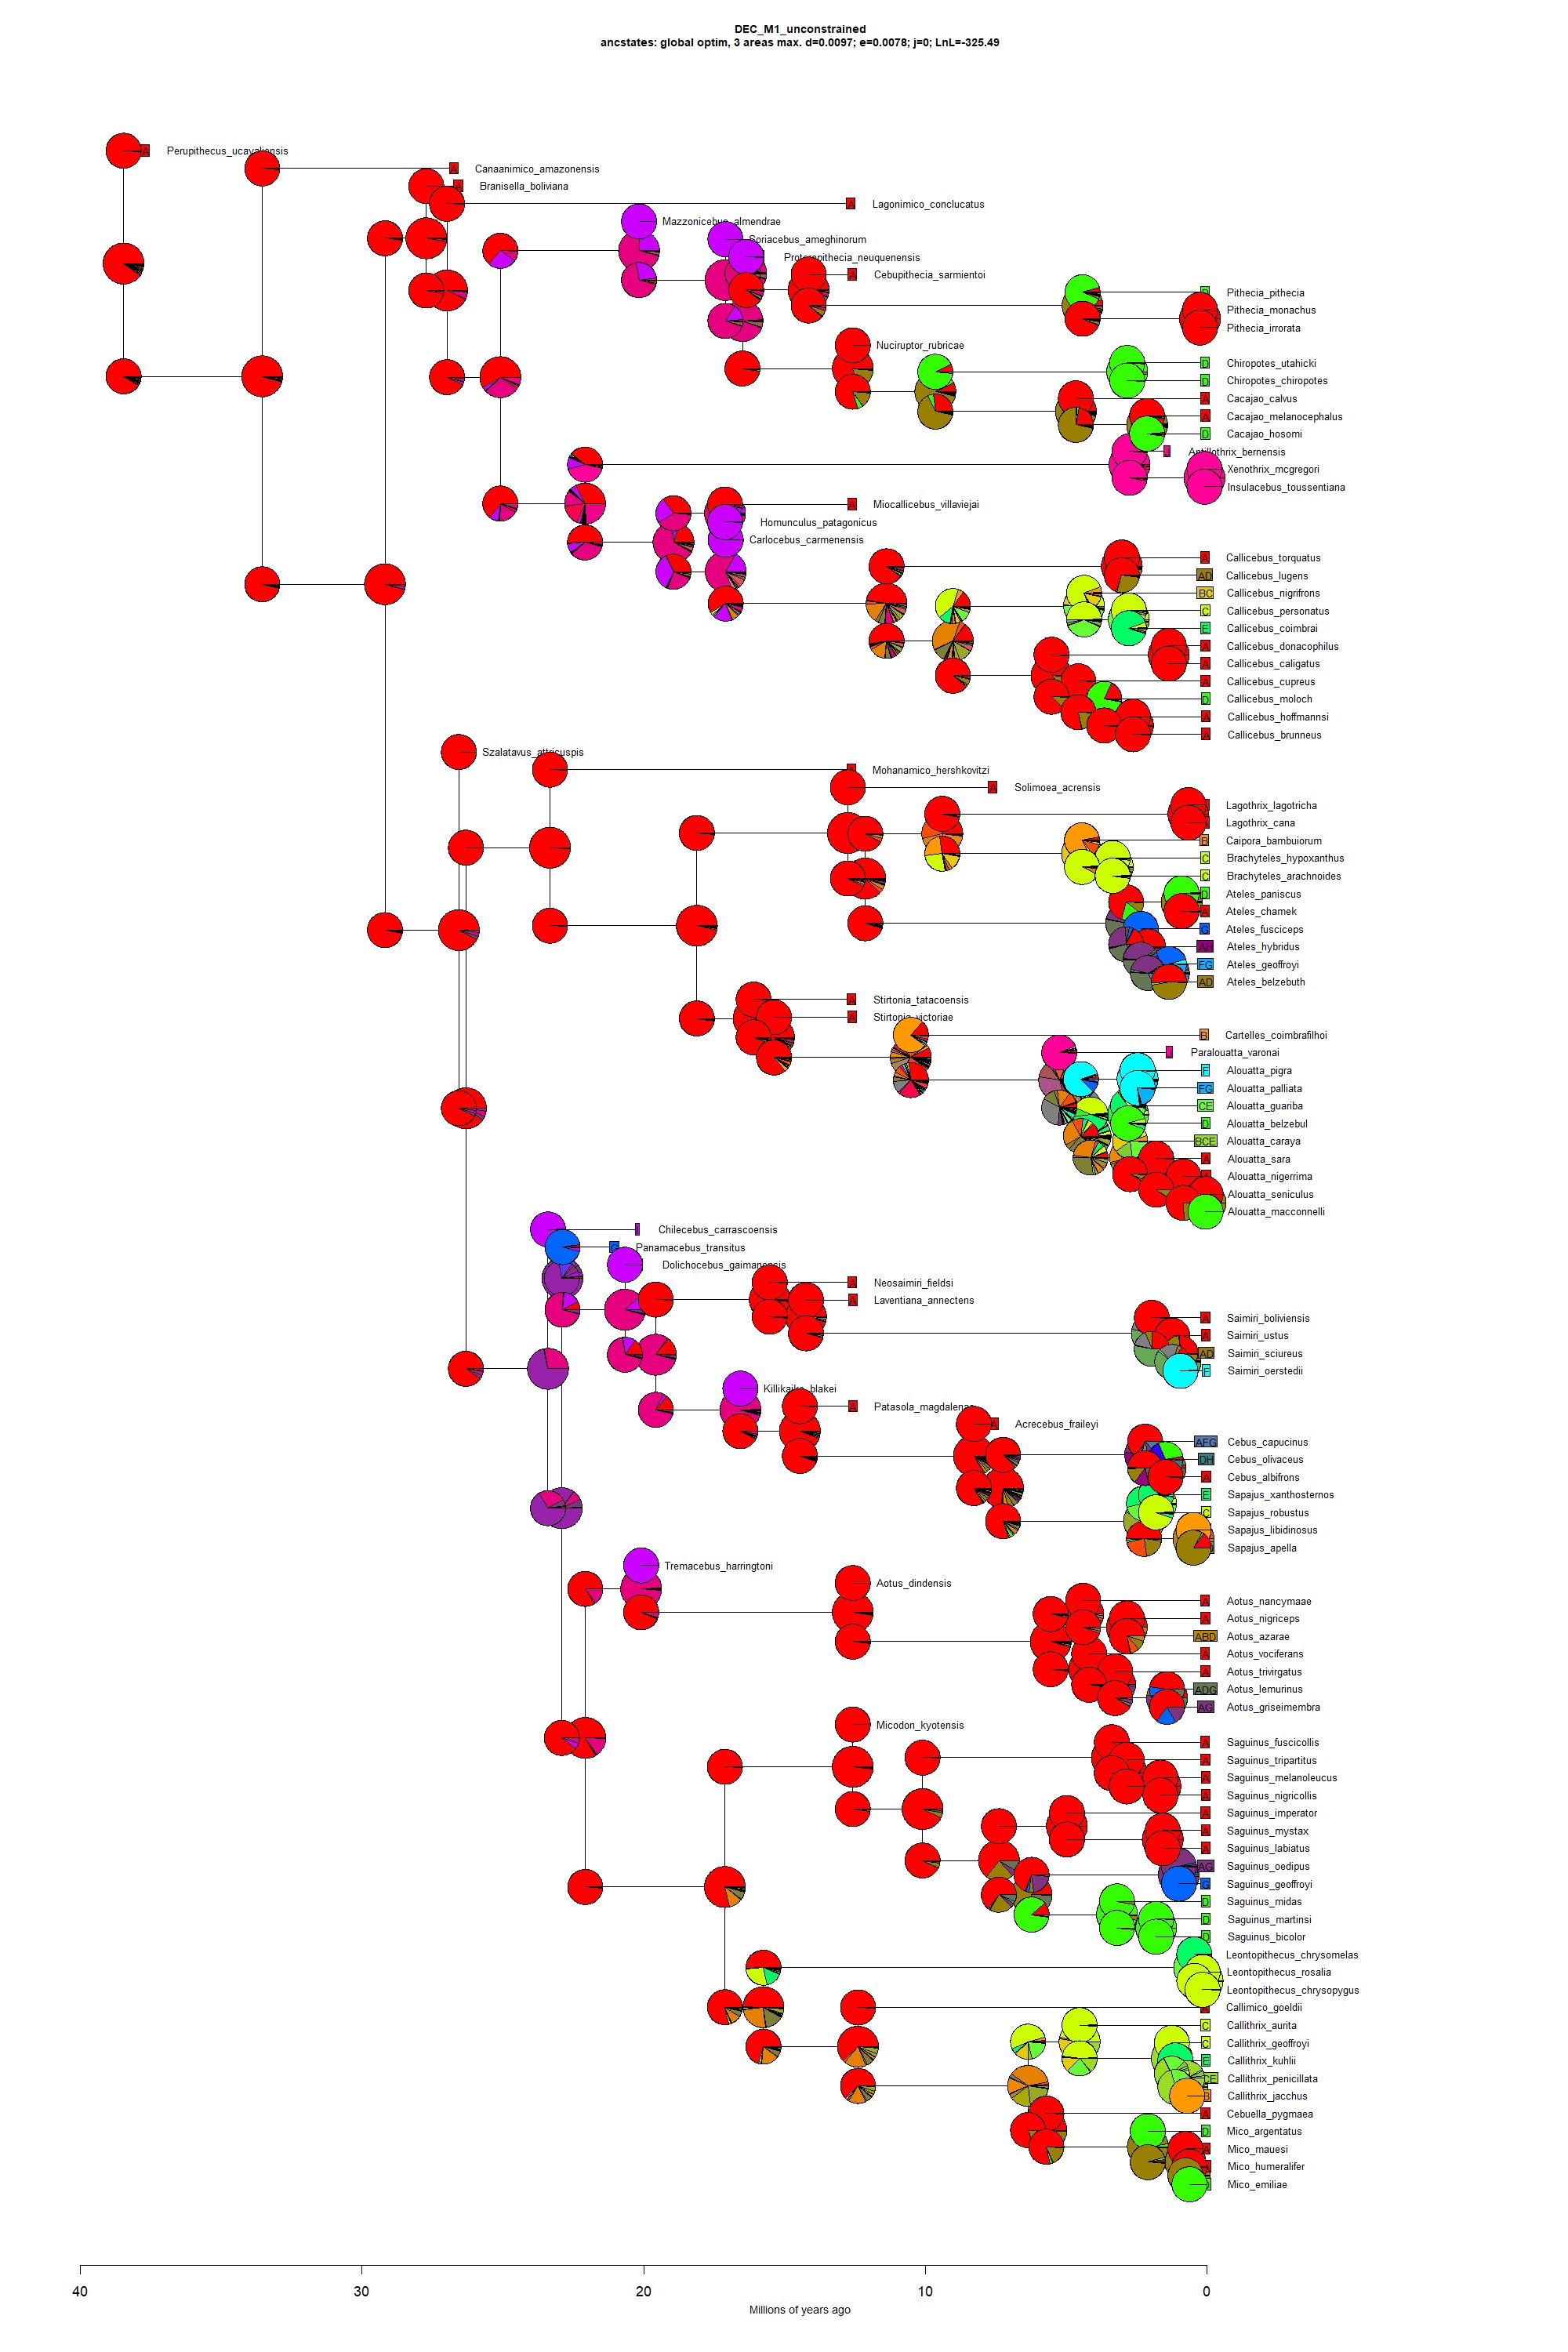 DEC_M1_unconstrained
ancstates: global optim, 3 areas max. d=0.0097; e=0.0078; j=0; LnL=-325.49
A Perupithecus_ucayaliensis
A Canaanimico_amazonensis
A Branisella_boliviana
A Lagonimico_conclucatus
Mazzonicebus_almendrae
Soriacebus_ameghinorum
Proteropithecia_neuquenensis
A Cebupithecia_sarmientoi
Pithecia_pithecia
Pithecia_monachus
Pithecia_irrorata
Nuciruptor_rubricae
D Chiropotes_utahicki
D Chiropotes_chiropotes
A Cacajao_calvus
A Cacajao_melanocephalus
D Cacajao_hosomi
Antillothrix_bernensis
Xenothrix_mcgregori
Insulacebus_toussentiana
A Miocallicebus_villaviejai
Homunculus_patagonicus
Carlocebus_carmenensis
A Callicebus_torquatus
AD Callicebus_lugens
BC Callicebus_nigrifrons
C Callicebus_personatus
E Callicebus_coimbrai
A Callicebus_donacophilus
A Callicebus_caligatus
A Callicebus_cupreus
D Callicebus_moloch
A Callicebus_hoffmannsi
A Callicebus_brunneus
Szalatavus_attricuspis
Mohanamico_hershkovitzi
A Solimoea_acrensis
Lagothrix_lagotricha
Lagothrix_cana
B Caipora_bambuiorum
C Brachyteles_hypoxanthus
C Brachyteles_arachnoides
D Ateles_paniscus
A Ateles_chamek
G Ateles_fusciceps
AH Ateles_hybridus
FG Ateles_geoffroyi
AD Ateles_belzebuth
A Stirtonia_tatacoensis
A Stirtonia_victoriae
B Cartelles_coimbrafilhoi
Paralouatta_varonai
F Alouatta_pigra
FG Alouatta_palliata
CE Alouatta_guariba
D Alouatta_belzebul
BCE Alouatta_caraya
A Alouatta_sara
Alouatta_nigerrima
Alouatta_seniculus
Alouatta_macconnelli
Chilecebus_carrascoensis
G Panamacebus_transitus
Dolichocebus_gaimanensis
A Neosaimiri_fieldsi
A Laventiana_annectens
A Saimiri_boliviensis
A Saimiri_ustus
AD Saimiri_sciureus
F Saimiri_oerstedii
Killikaike_blakei
A Patasola_magdalenae
A Acrecebus_fraileyi
AFG Cebus_capucinus
DH Cebus_olivaceus
A Cebus_albifrons
E Sapajus_xanthosternos
C Sapajus_robustus
Sapajus_libidinosus
Sapajus_apella
Tremacebus_harringtoni
Aotus_dindensis
A Aotus_nancymaae
A Aotus_nigriceps
ABD Aotus_azarae
A Aotus_vociferans
A Aotus_trivirgatus
ADG Aotus_lemurinus
AG Aotus_griseimembra
Micodon_kyotensis
A Saguinus_fuscicollis
A Saguinus_tripartitus
A Saguinus_melanoleucus
A Saguinus_nigricollis
A Saguinus_imperator
A Saguinus_mystax
A Saguinus_labiatus
AG Saguinus_oedipus
G Saguinus_geoffroyi
D Saguinus_midas
D Saguinus_martinsi
D Saguinus_bicolor
Leontopithecus_chrysomelas
Leontopithecus_rosalia
Leontopithecus_chrysopygus
Callimico_goeldii
C Callithrix_aurita
C Callithrix_geoffroyi
E Callithrix_kuhlii
CE Callithrix_penicillata
B Callithrix_jacchus
A Cebuella_pygmaea
D Mico_argentatus
A Mico_mauesi
Mico_humeralifer
Mico_emiliae
40 30 20 10 0
Millions of years ago